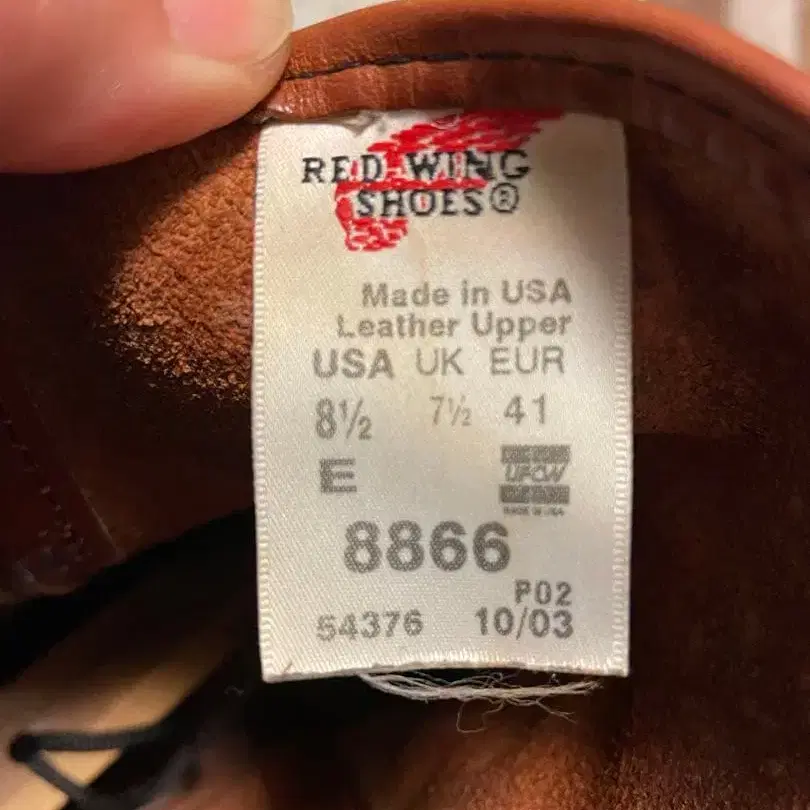 RED WING
SHOES®
Made in USA
Leather Upper
USA UK EUR
8½ 7½ 41
E
UFCW
MADE IN USA
8866
P02
54376 10/03